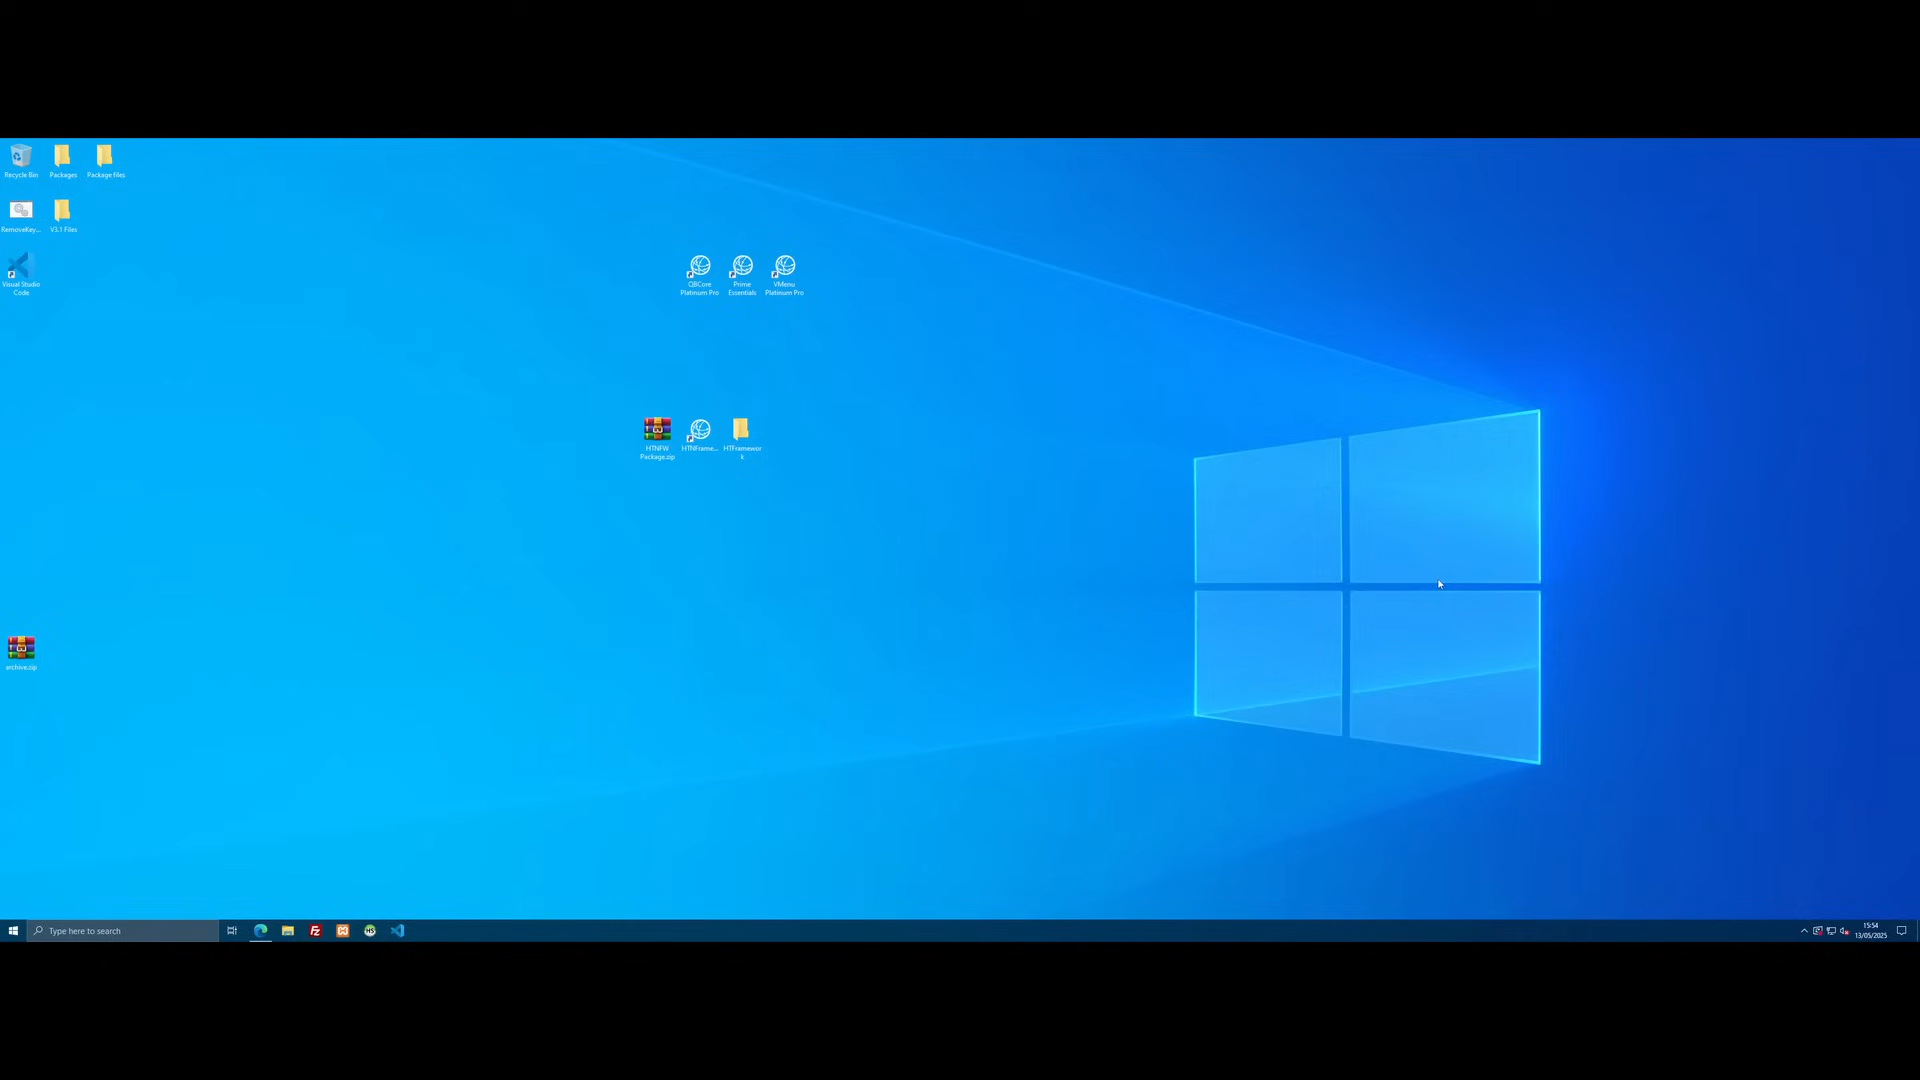 Recycle Bin
Packages
Package files
RemoveKey...
V3.1 Files
Visual Studio
Code
QBCore
Platinum Pro
Prime
Essentials
VMenu
Platinum Pro
HTNFW
Package.zip
HTNFrame...
HTFramewor
k
archive.zip
Type here to search
15:54
13/05/2025